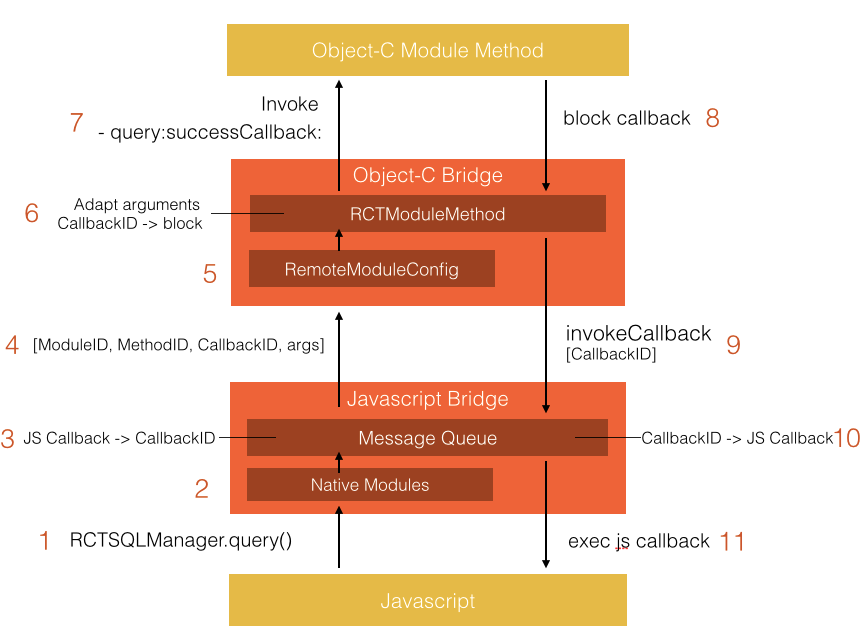 Object-C Module Method
7
Invoke
- query:successCallback:
block callback
8
Object-C Bridge
6
Adapt arguments
CallbackID -> block
RCTModuleMethod
5
RemoteModuleConfig
4
[ModuleID, MethodID, CallbackID, args]
invokeCallback
[CallbackID]
9
Javascript Bridge
3
JS Callback -> CallbackID
Message Queue
CallbackID -> JS Callback
10
2
Native Modules
1
RCTSQLManager.query()
exec js callback
11
Javascript